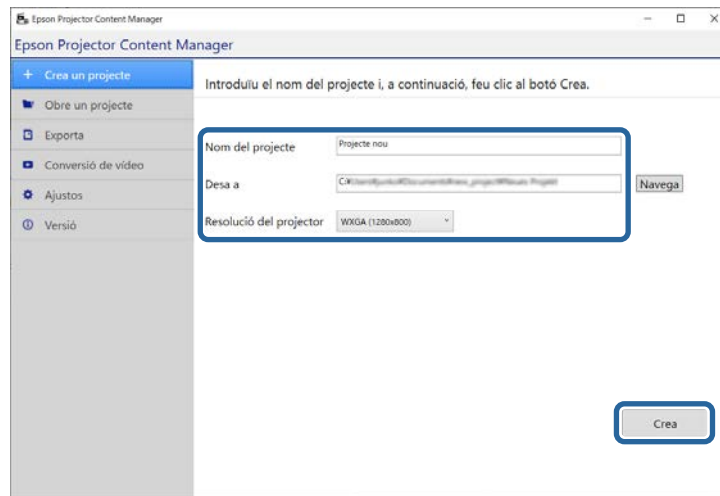 Epson Projector Content Manager
Epson Projector Content Manager
Crea un projecte
Obre un projecte
Exporta
Conversió de vídeo
Ajustos
Versió
Introduïu el nom del projecte i, a continuació, feu clic al botó Crea.
Nom del projecte
Projecte nou
Desa a
Navega
Resolució del projector
WXGA (1280x800)
Crea